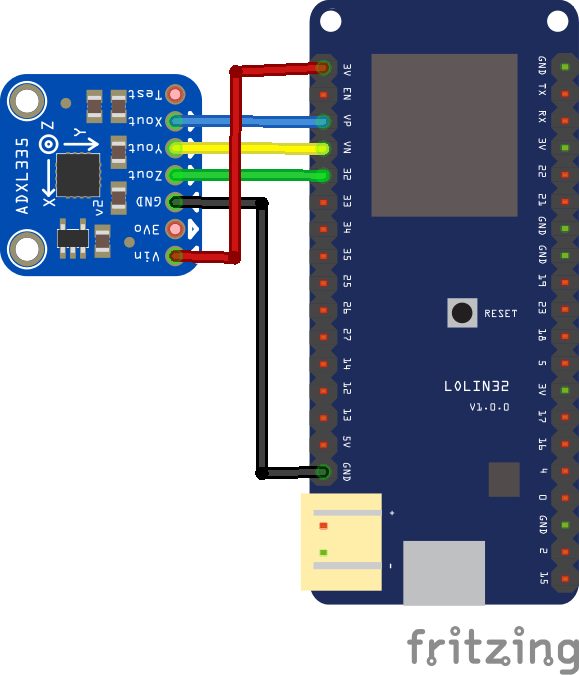 ADXL335
Z
Y
X
v2
Test
Xout
Yout
Zout
GND
3Vo
Vin
3V
EN
VP
VN
32
33
34
35
25
26
27
14
12
13
5V
GND
GND
TX
RX
3V
22
21
GND
GND
19
23
18
5
3V
17
16
4
0
GND
2
15
RESET
LOLIN32
V1.0.0
+
-
fritzing